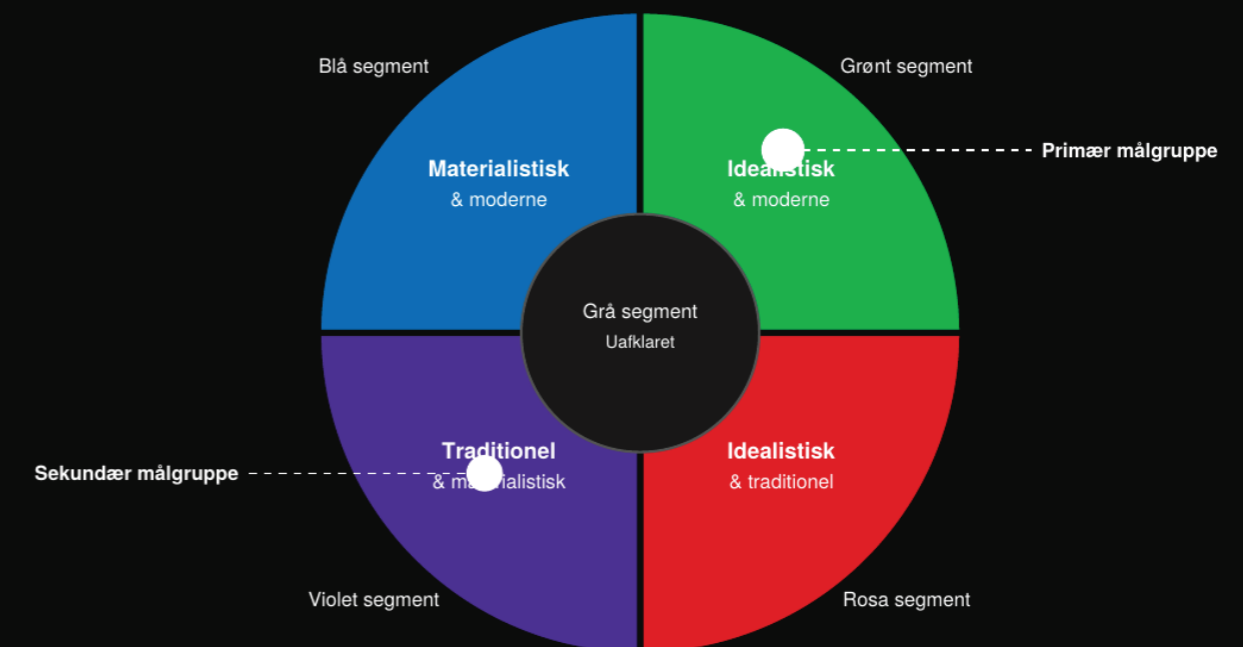 Blå segment
Grønt segment
Primær målgruppe
Materialistisk
& moderne
Idealistisk
& moderne
Grå segment
Uafklaret
Traditionel
& materialistisk
Sekundær målgruppe
Idealistisk
& traditionel
Violet segment
Rosa segment